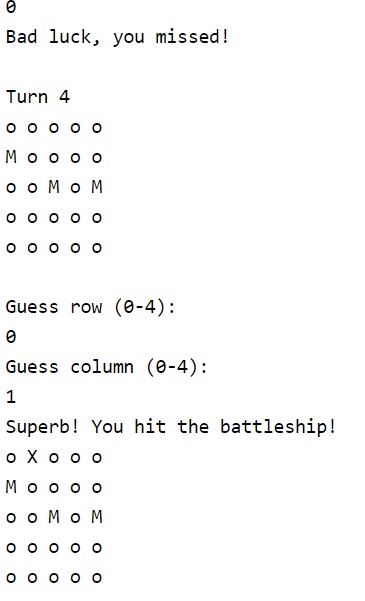 0
Bad luck, you missed!
Turn 4
o o o o o
M o o o o
o o M o M
o o o o o
o o o o o
Guess row (0-4):
0
Guess column (0-4):
1
Superb! You hit the battleship!
o X o o o
M o o o o
o o M o M
o o o o o
o o o o o